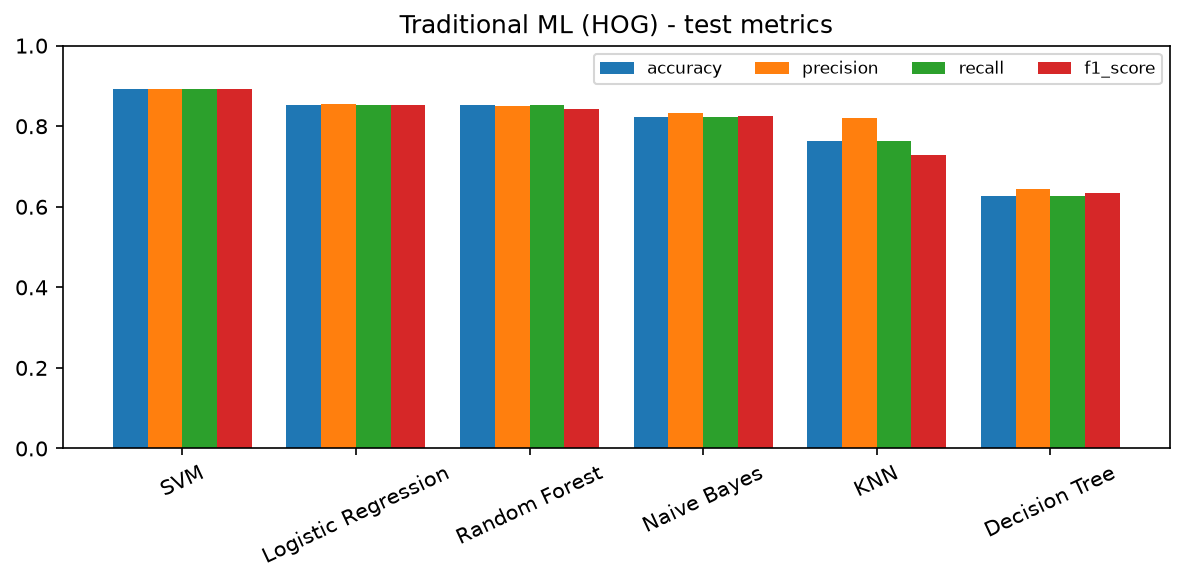 Traditional ML (HOG) - test metrics
accuracy precision recall f1_score
1.0
0.8
0.6
0.4
0.2
0.0
SVM
Logistic Regression
Random Forest
Naive Bayes
KNN
Decision Tree